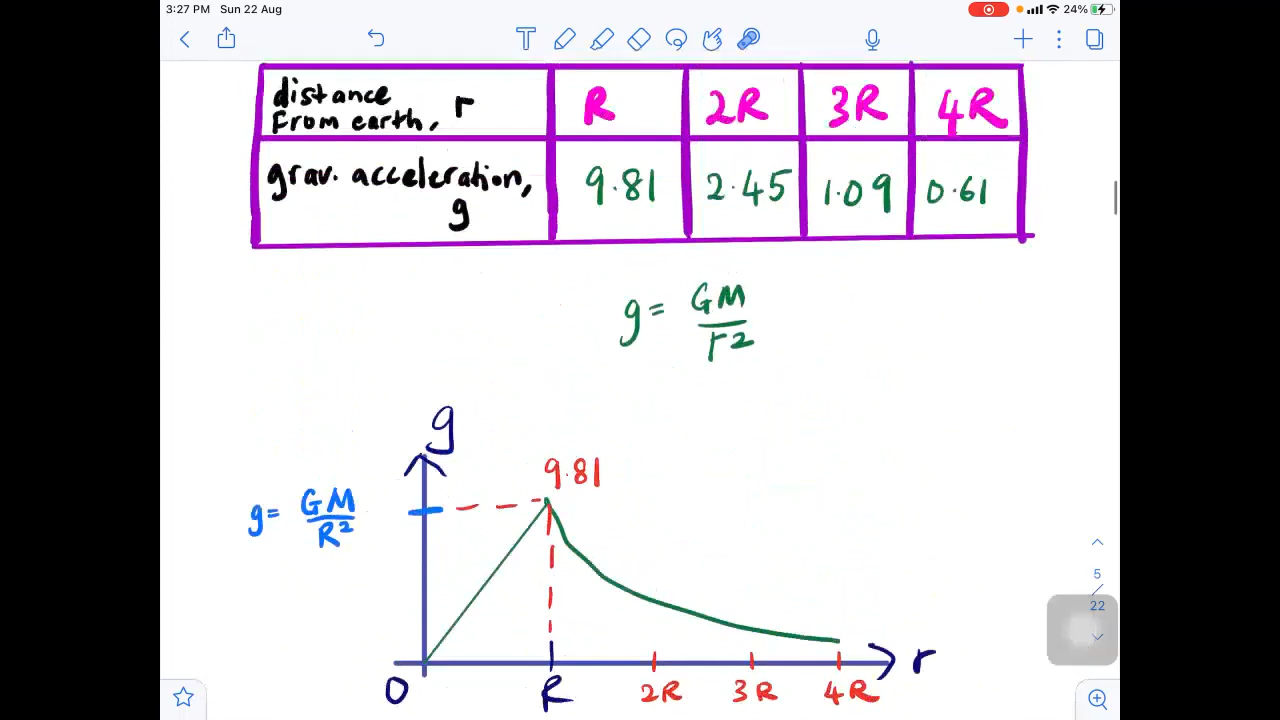 3:27 PM Sun 22 Aug
24%
distance
From earth, r
R
2R
3R
4R
grav. acceleration,
g
9.81
2.45
1.09
0.61
g = GM
r2
g
9.81
g = GM
R2
5
/
22
r
0
R
2R
3R
4R